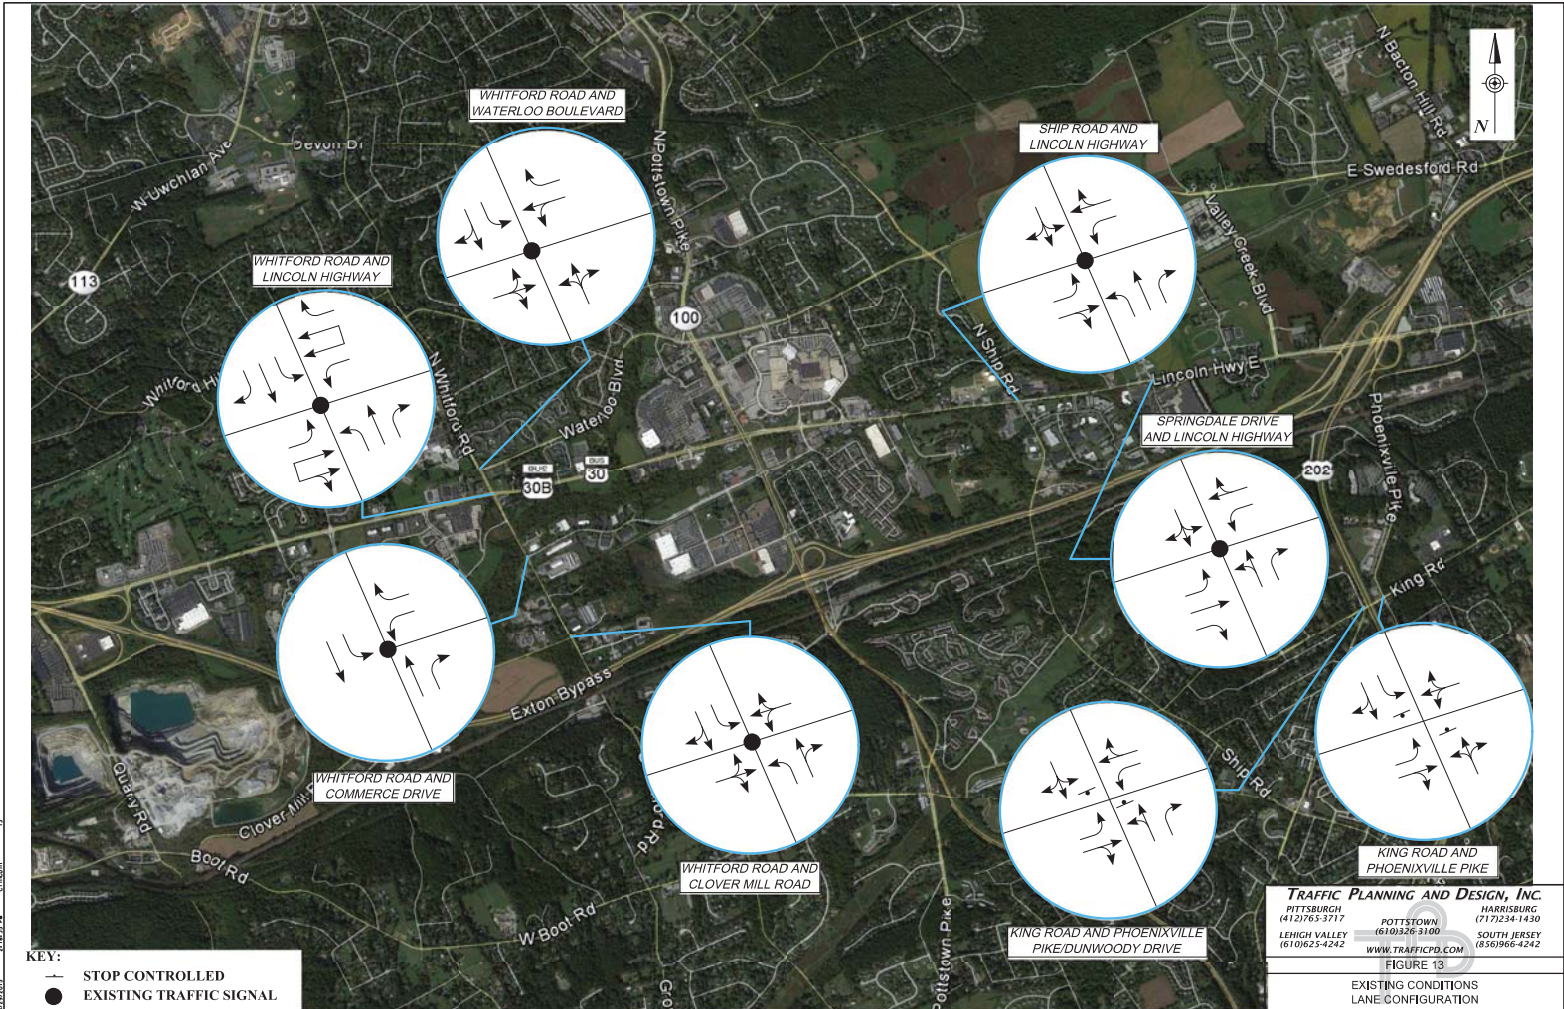 WHITFORD ROAD AND
WATERLOO BOULEVARD
SHIP ROAD AND
LINCOLN HIGHWAY
N
N Bacton Hill Rd
E Swedesford Rd
Devon Dr
W Uwchlan Ave
N Pottstown Pike
Valley Creek Blvd
WHITFORD ROAD AND
LINCOLN HIGHWAY
113
100
N Ship Rd
Lincoln Hwy E
N Whitford Rd
Waterloo Blvd
SPRINGDALE DRIVE
AND LINCOLN HIGHWAY
Phoenixville Pike
202
BUS
30
30B
King Rd
Exton Bypass
Quarry Rd
Clover Mill
Boot Rd
WHITFORD ROAD AND
COMMERCE DRIVE
Ship Rd
WHITFORD ROAD AND
CLOVER MILL ROAD
W Boot Rd
Pottstown Pike
KING ROAD AND PHOENIXVILLE
PIKE/DUNWOODY DRIVE
KING ROAD AND
PHOENIXVILLE PIKE
KEY:
STOP CONTROLLED
EXISTING TRAFFIC SIGNAL
TRAFFIC PLANNING AND DESIGN, INC.
PITTSBURGH
(412)765-3717
POTTSTOWN
(610)326-3100
HARRISBURG
(717)234-1430
LEHIGH VALLEY
(610)625-4242
WWW.TRAFFICPD.COM
SOUTH JERSEY
(856)966-4242
FIGURE 13
EXISTING CONDITIONS
LANE CONFIGURATION